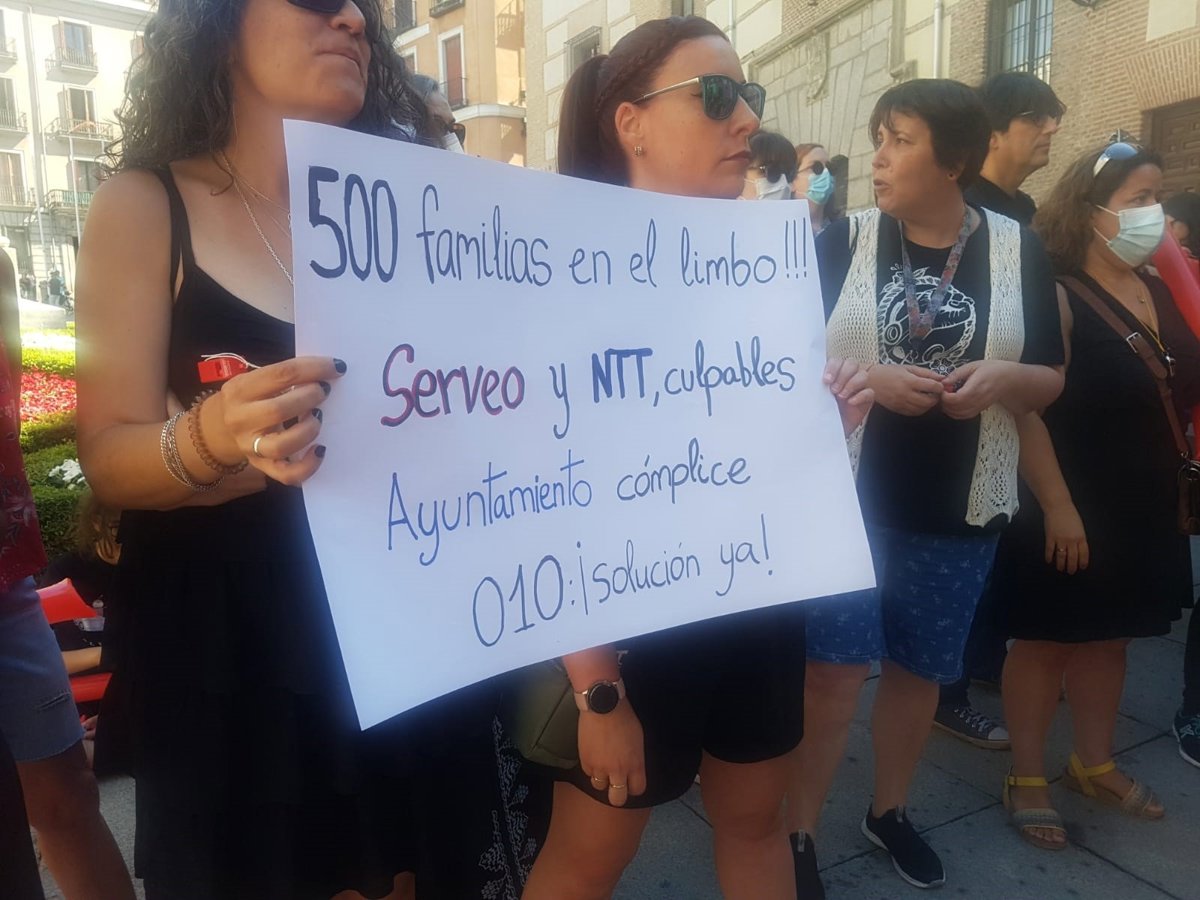 500 familias en el limbo!!!
Serveo y NTT, culpables
Ayuntamiento cómplice
010: ¡solución ya!